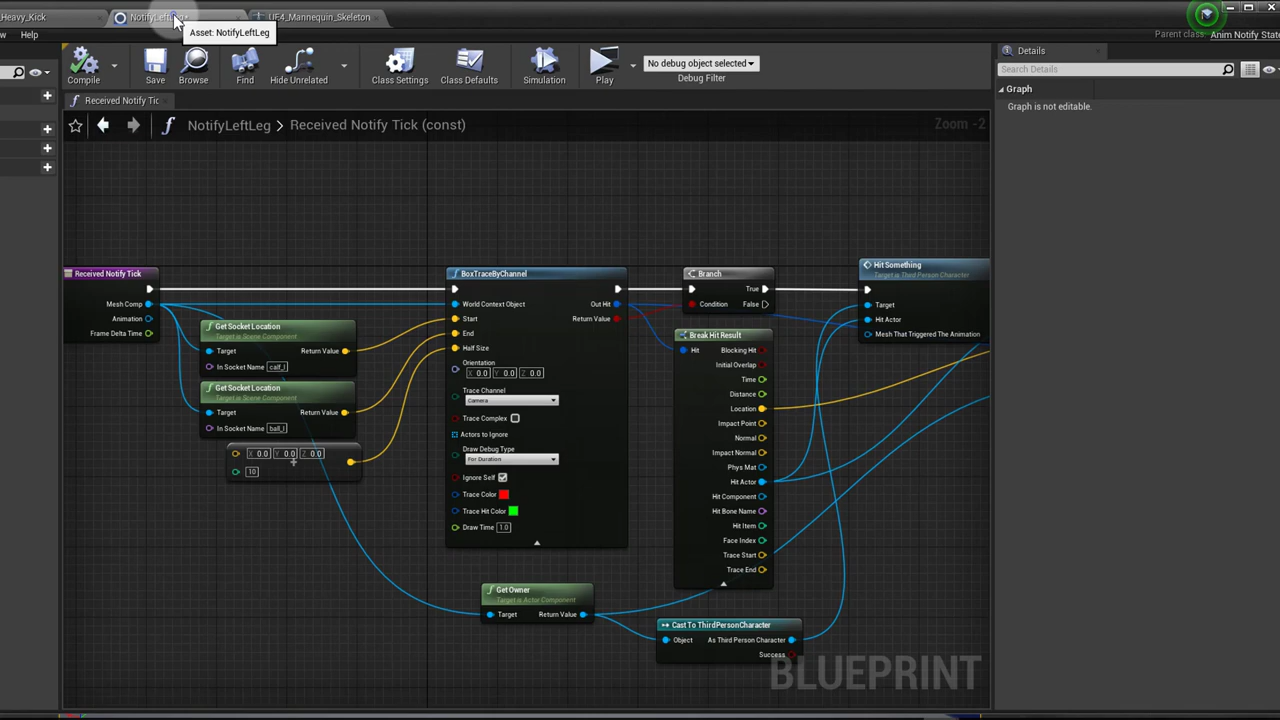 Heavy_Kick
NotifyLeftLeg*
UE4_Mannequin_Skeleton
Asset: NotifyLeftLeg
Parent class: Anim Notify State
Help
Compile
Save
Browse
Find
Hide Unrelated
Class Settings
Class Defaults
Simulation
Play
No debug object selected
Debug Filter
Details
Search Details
Graph
Graph is not editable.
Received Notify Tic
NotifyLeftLeg > Received Notify Tick (const)
Zoom -2
Received Notify Tick
Mesh Comp
Animation
Frame Delta Time
Get Socket Location
Target is Scene Component
Target
Return Value
In Socket Name calf_l
Get Socket Location
Target is Scene Component
Target
Return Value
In Socket Name ball_l
X 0.0 Y 0.0 Z 0.0
10
BoxTraceByChannel
World Context Object
Out Hit
Start
Return Value
End
Half Size
Orientation
X 0.0 Y 0.0 Z 0.0
Trace Channel
Camera
Trace Complex
Actors to Ignore
Draw Debug Type
For Duration
Ignore Self
Trace Color
Trace Hit Color
Draw Time 1.0
Branch
True
Condition
False
Break Hit Result
Hit
Blocking Hit
Initial Overlap
Time
Distance
Location
Impact Point
Normal
Impact Normal
Phys Mat
Hit Actor
Hit Component
Hit Bone Name
Hit Item
Face Index
Trace Start
Trace End
Hit Something
Target is Third Person Character
Target
Hit Actor
Mesh That Triggered The Animation
Get Owner
Target is Actor Component
Target
Return Value
Cast To ThirdPersonCharacter
Object
As Third Person Character
Success
BLUEPRINT